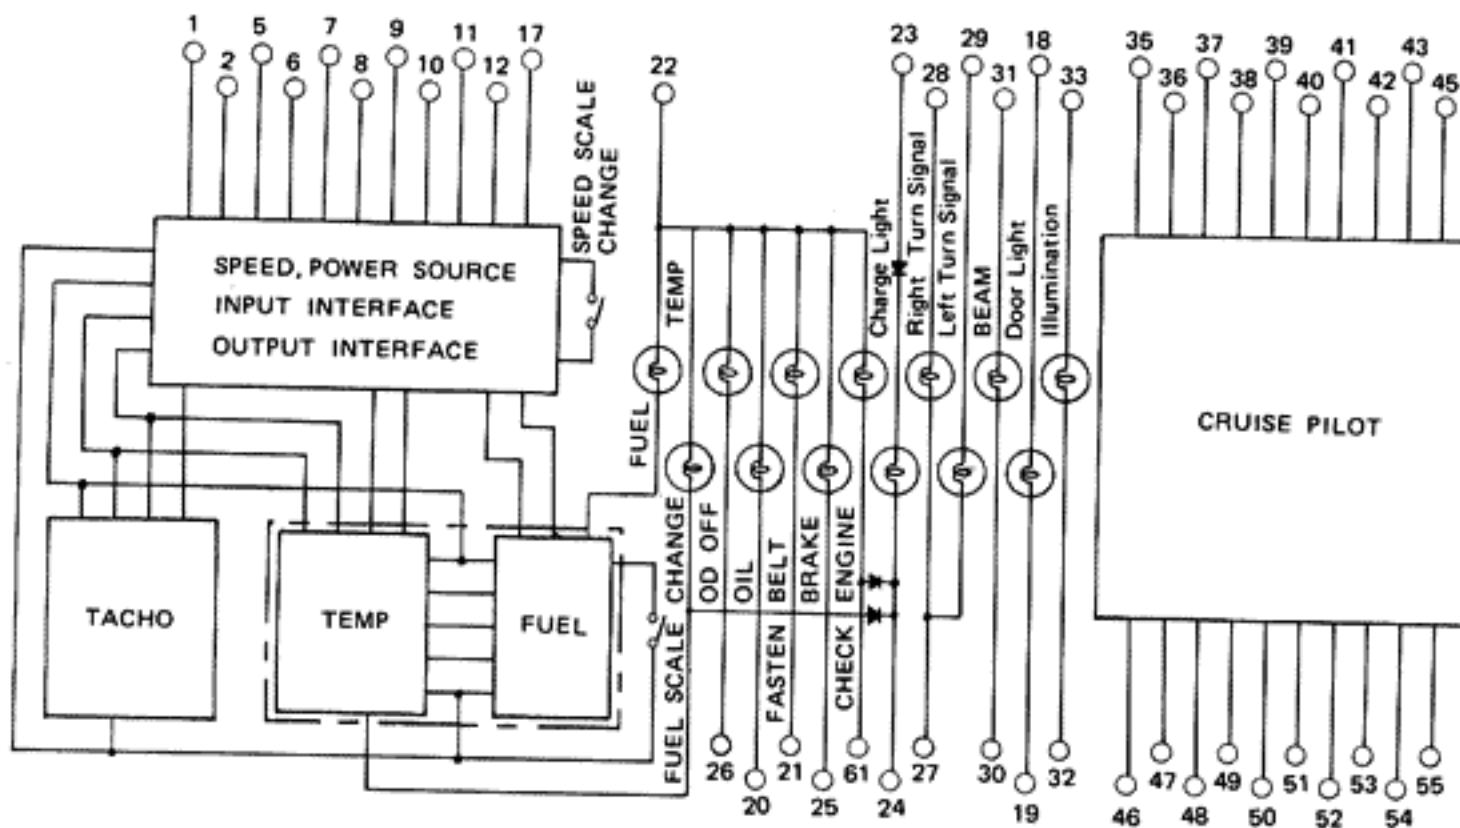 1
5
7
9
11
17
2
6
8
10
12
22
23
29
18
28
31
33
35
37
39
41
43
36
38
40
42
45
SPEED SCALE
CHANGE
SPEED, POWER SOURCE
INPUT INTERFACE
OUTPUT INTERFACE
TEMP
FUEL
Charge Light
Right Turn Signal
Left Turn Signal
BEAM
Door Light
Illumination
CRUISE PILOT
TACHO
TEMP
FUEL
FUEL SCALE CHANGE
OD OFF
OIL
FASTEN BELT
BRAKE
CHECK ENGINE
26
21
61
27
30
32
20
25
24
19
47
49
51
53
55
46
48
50
52
54